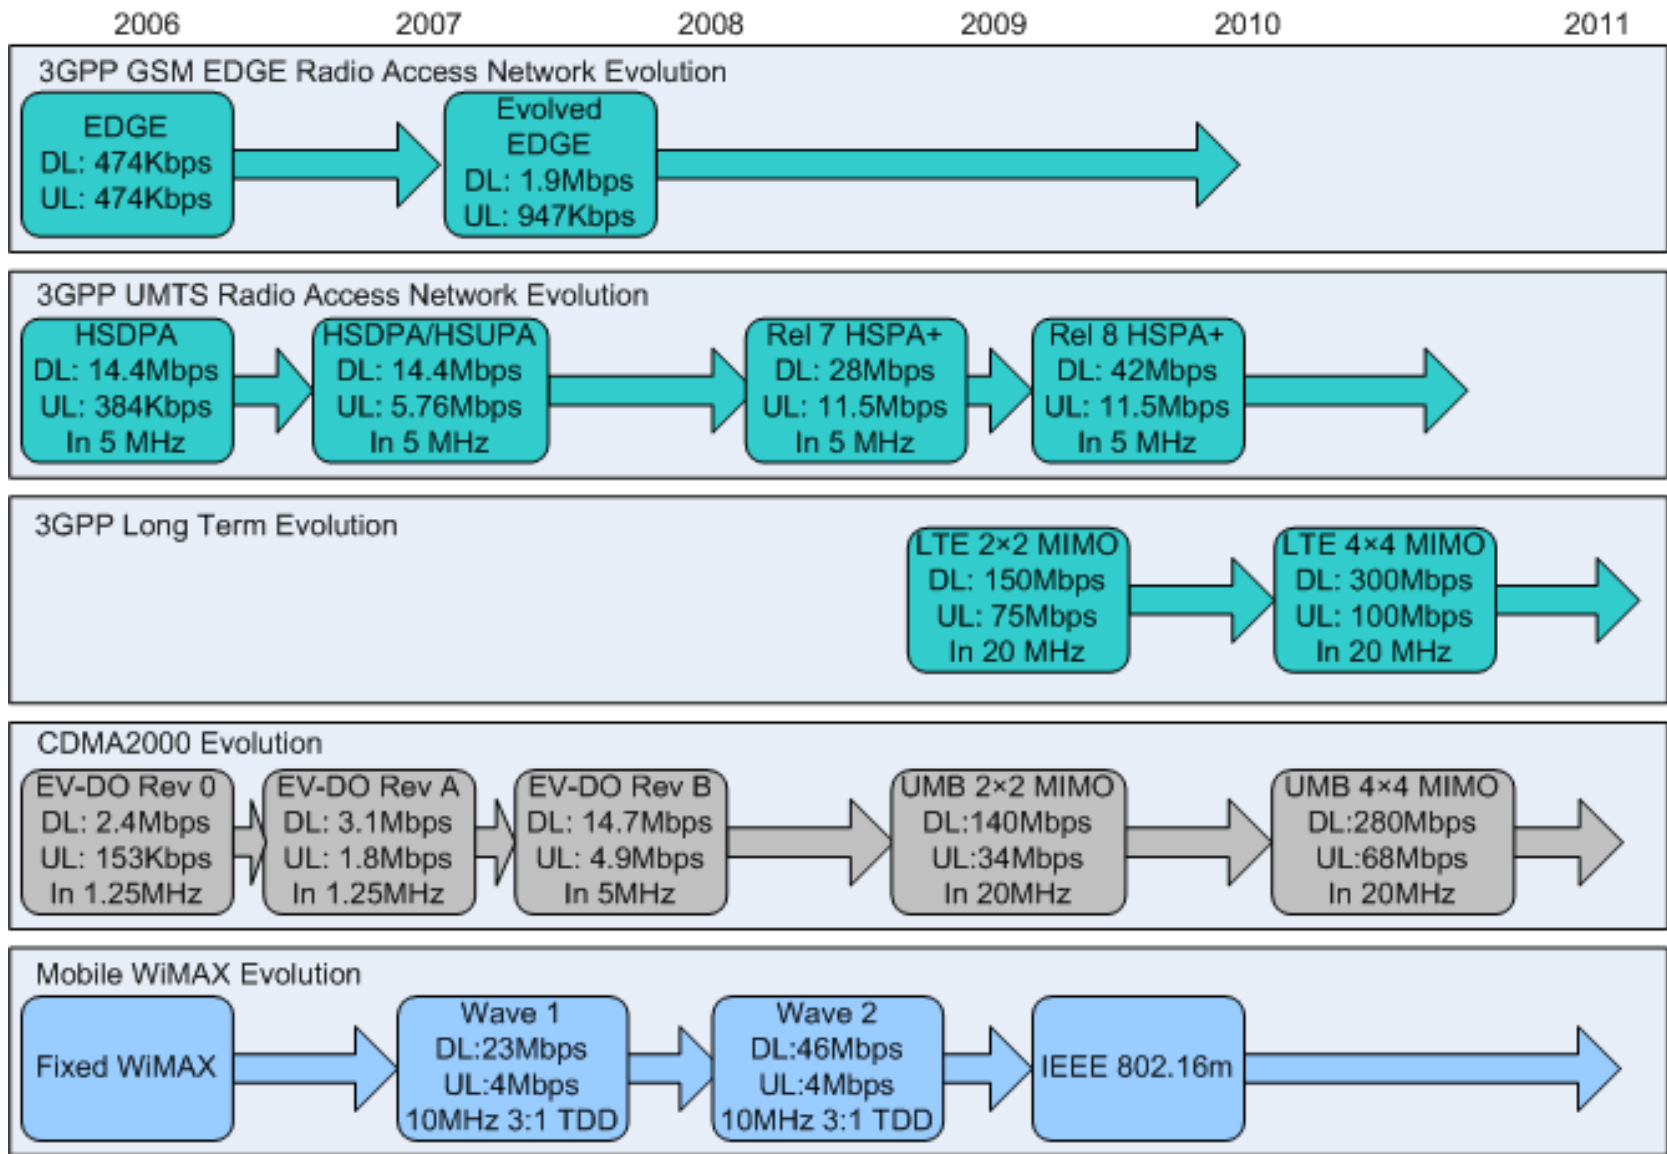 2006 2007 2008 2009 2010 2011
3GPP GSM EDGE Radio Access Network Evolution
EDGE
DL: 474Kbps
UL: 474Kbps
Evolved
EDGE
DL: 1.9Mbps
UL: 947Kbps
3GPP UMTS Radio Access Network Evolution
HSDPA
DL: 14.4Mbps
UL: 384Kbps
In 5 MHz
HSDPA/HSUPA
DL: 14.4Mbps
UL: 5.76Mbps
In 5 MHz
Rel 7 HSPA+
DL: 28Mbps
UL: 11.5Mbps
In 5 MHz
Rel 8 HSPA+
DL: 42Mbps
UL: 11.5Mbps
In 5 MHz
3GPP Long Term Evolution
LTE 2×2 MIMO
DL: 150Mbps
UL: 75Mbps
In 20 MHz
LTE 4×4 MIMO
DL: 300Mbps
UL: 100Mbps
In 20 MHz
CDMA2000 Evolution
EV-DO Rev 0
DL: 2.4Mbps
UL: 153Kbps
In 1.25MHz
EV-DO Rev A
DL: 3.1Mbps
UL: 1.8Mbps
In 1.25MHz
EV-DO Rev B
DL: 14.7Mbps
UL: 4.9Mbps
In 5MHz
UMB 2×2 MIMO
DL:140Mbps
UL:34Mbps
In 20MHz
UMB 4×4 MIMO
DL:280Mbps
UL:68Mbps
In 20MHz
Mobile WiMAX Evolution
Fixed WiMAX
Wave 1
DL:23Mbps
UL:4Mbps
10MHz 3:1 TDD
Wave 2
DL:46Mbps
UL:4Mbps
10MHz 3:1 TDD
IEEE 802.16m